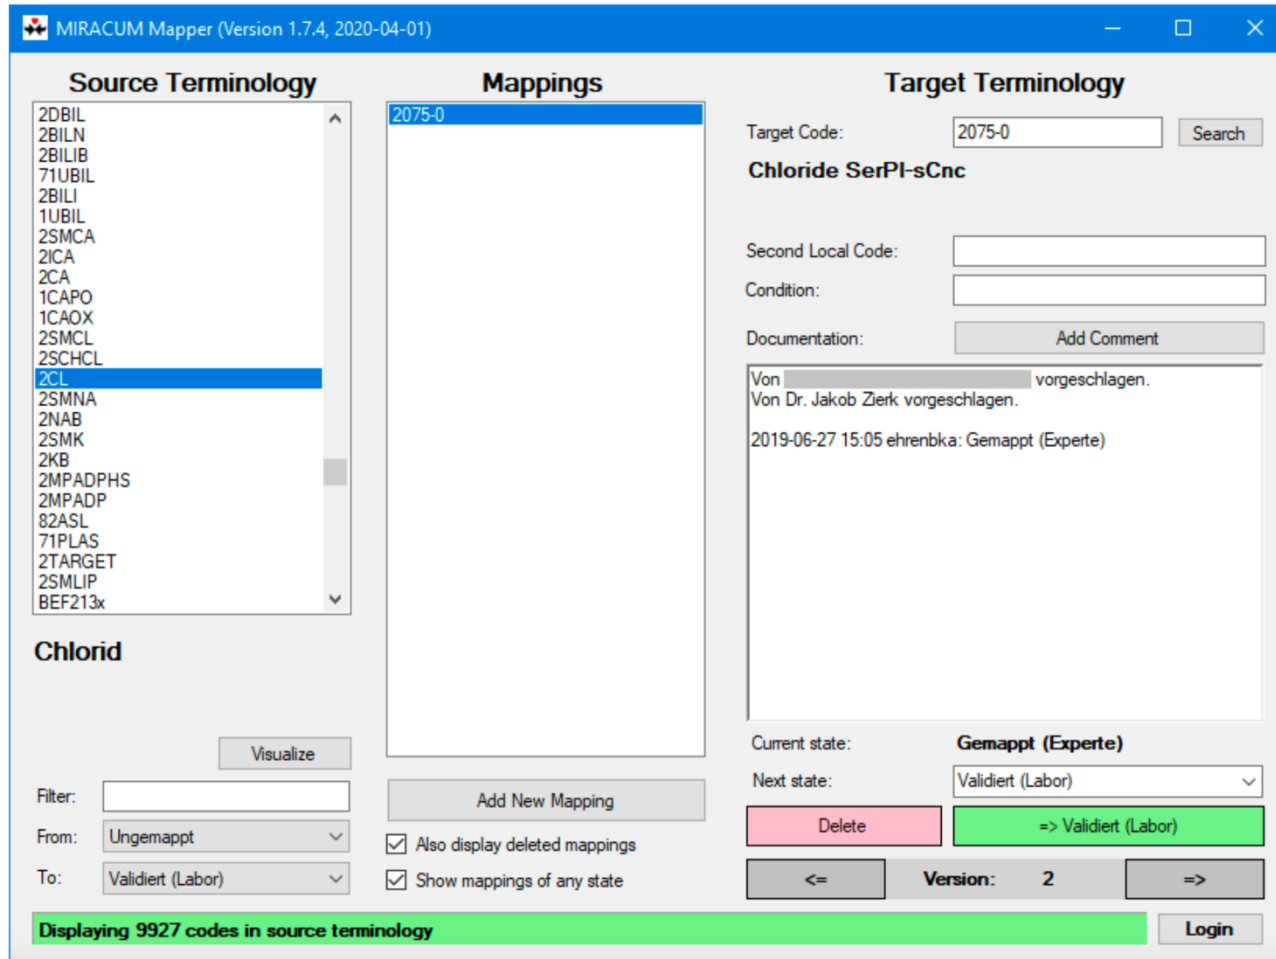 MIRACUM Mapper (Version 1.7.4, 2020-04-01)
Source Terminology
2DBIL
2BILN
2BILIB
71UBIL
2BILI
1UBIL
2SMCA
2ICA
2CA
1CAPO
1CAOX
2SMCL
2SCHCL
2CL
2SMNA
2NAB
2SMK
2KB
2MPADPHS
2MPADP
82ASL
71PLAS
2TARGET
2SMLIP
BEF213x
Chlorid
Visualize
Filter:
From: Ungemappt
To: Validiert (Labor)
Mappings
2075-0
Add New Mapping
Also display deleted mappings
Show mappings of any state
Target Terminology
Target Code: 2075-0 Search
Chloride SerPl-sCnc
Second Local Code:
Condition:
Documentation: Add Comment
Von vorgeschlagen.
Von Dr. Jakob Zierk vorgeschlagen.
2019-06-27 15:05 ehrenbka: Gemappt (Experte)
Current state: Gemappt (Experte)
Next state: Validiert (Labor)
Delete => Validiert (Labor)
<= Version: 2 =>
Displaying 9927 codes in source terminology
Login